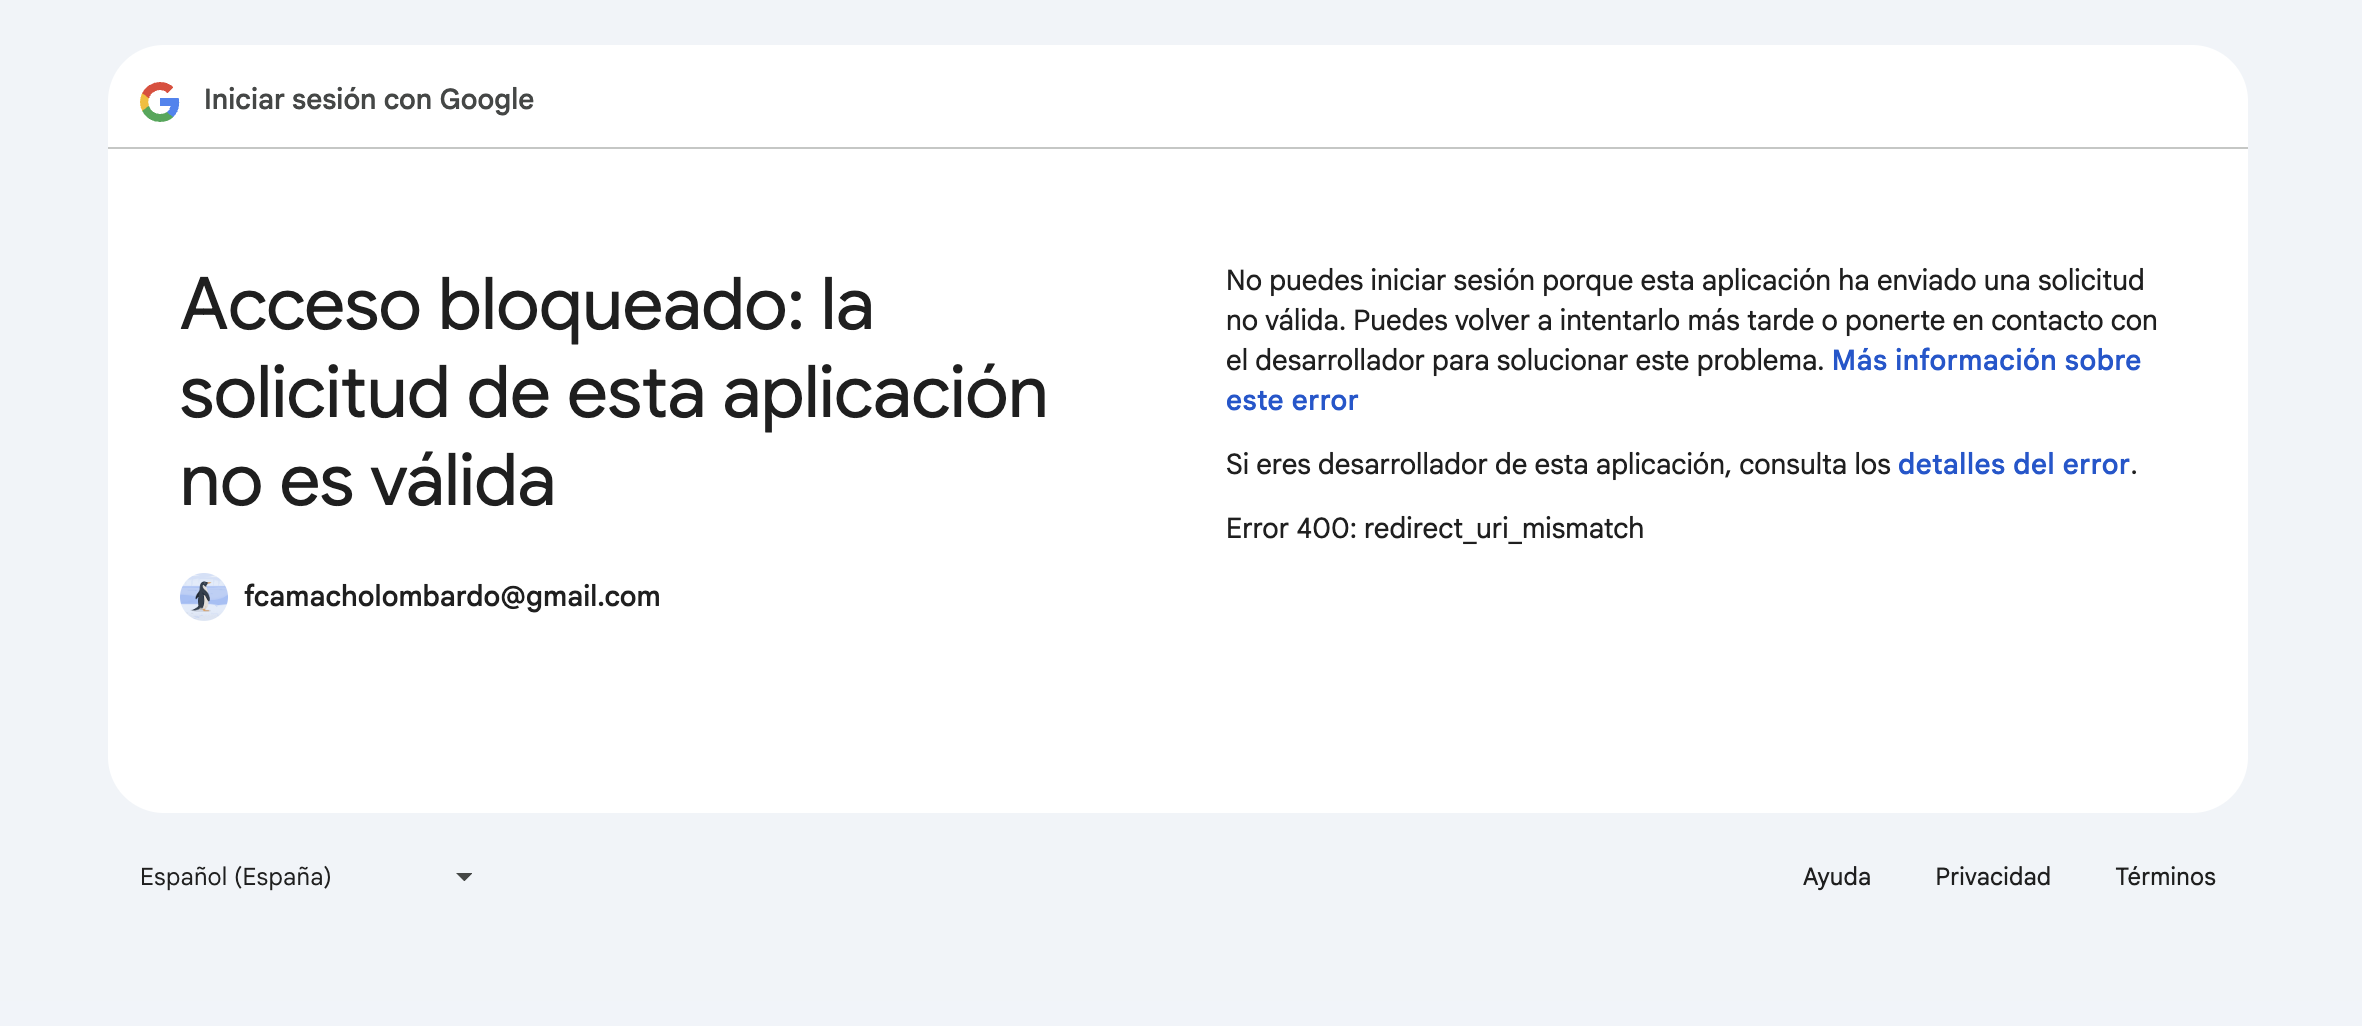 Iniciar sesión con Google
Acceso bloqueado: la
solicitud de esta aplicación
no es válida
fcamacholombardo@gmail.com
No puedes iniciar sesión porque esta aplicación ha enviado una solicitud
no válida. Puedes volver a intentarlo más tarde o ponerte en contacto con
el desarrollador para solucionar este problema. Más información sobre
este error
Si eres desarrollador de esta aplicación, consulta los detalles del error.
Error 400: redirect_uri_mismatch
Español (España)
Ayuda
Privacidad
Términos